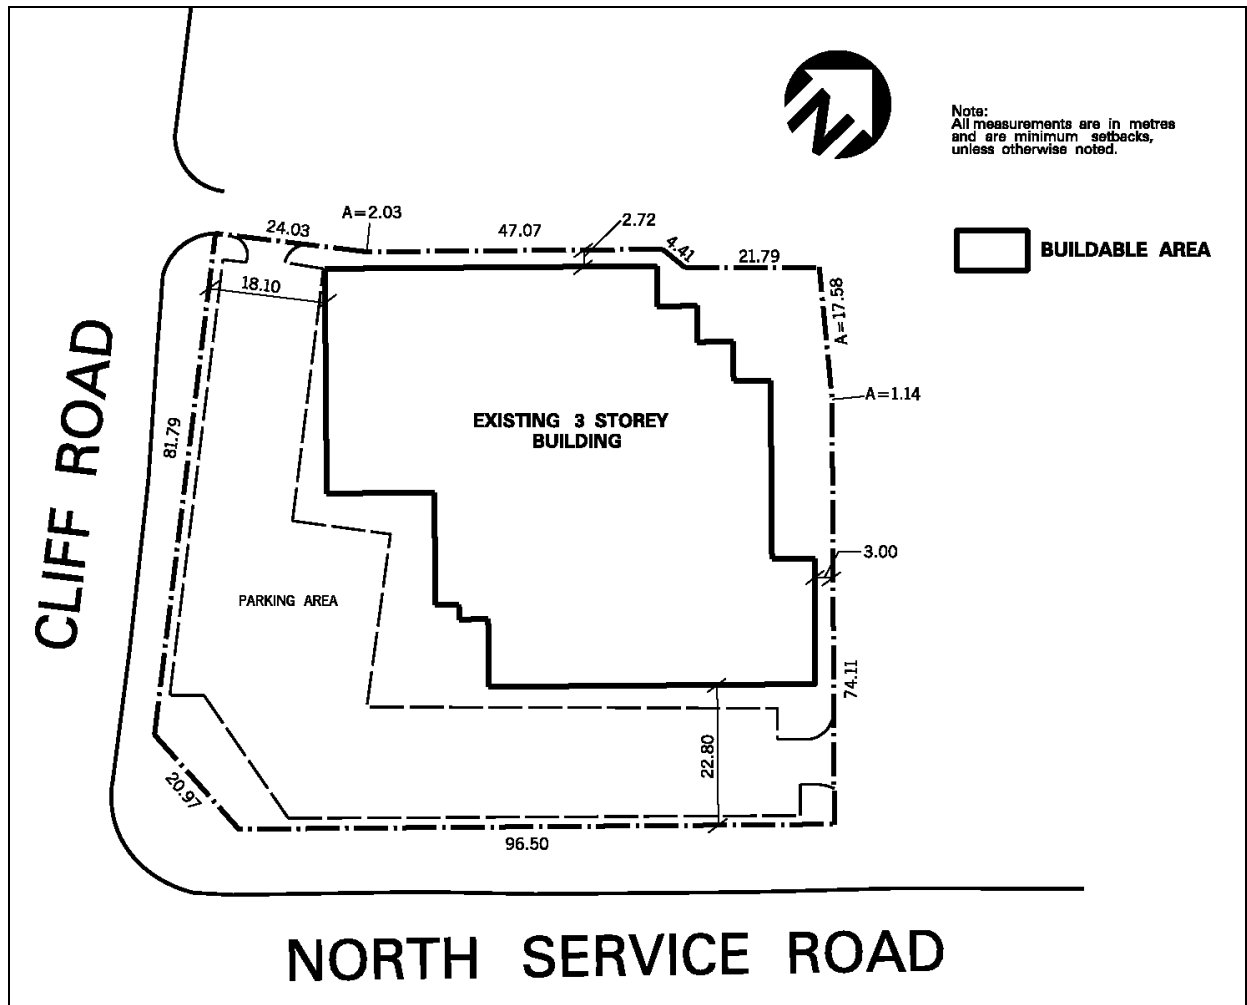 N
Note:
All measurements are in metres
and are minimum setbacks,
unless otherwise noted.
A=2.03
24.03
47.07
2.72
4.41
21.79
BUILDABLE AREA
18.10
A=17.58
CLIFF ROAD
81.79
EXISTING 3 STOREY
BUILDING
A=1.14
3.00
PARKING AREA
74.11
22.80
20.97
96.50
NORTH SERVICE ROAD